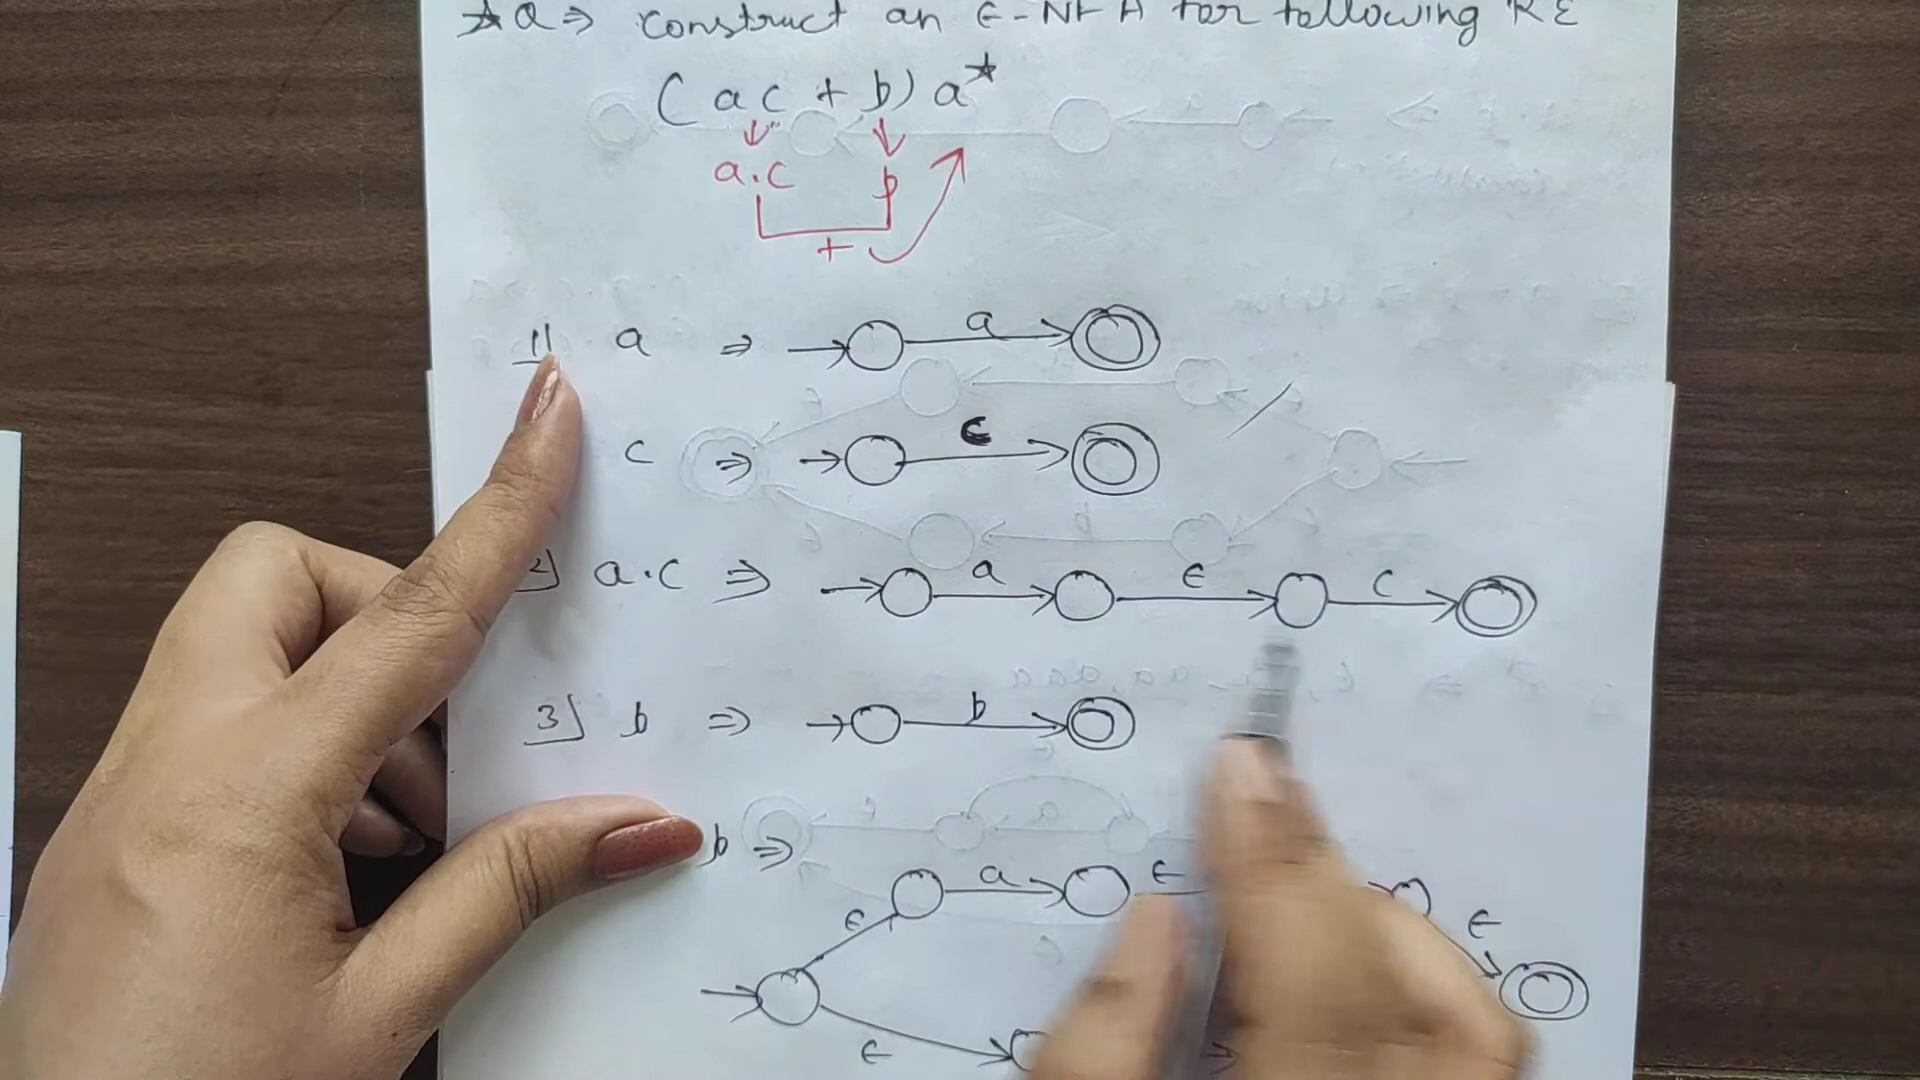 ☆ Q ⇒ construct an ε-NFA for following RE
(ac + b) a*
a.c b
+
1) a ⇒ → a
c ⇒ → c
2) a.c ⇒ → a ε c
3) b ⇒ → b
b ⇒
ε a ε ε
ε